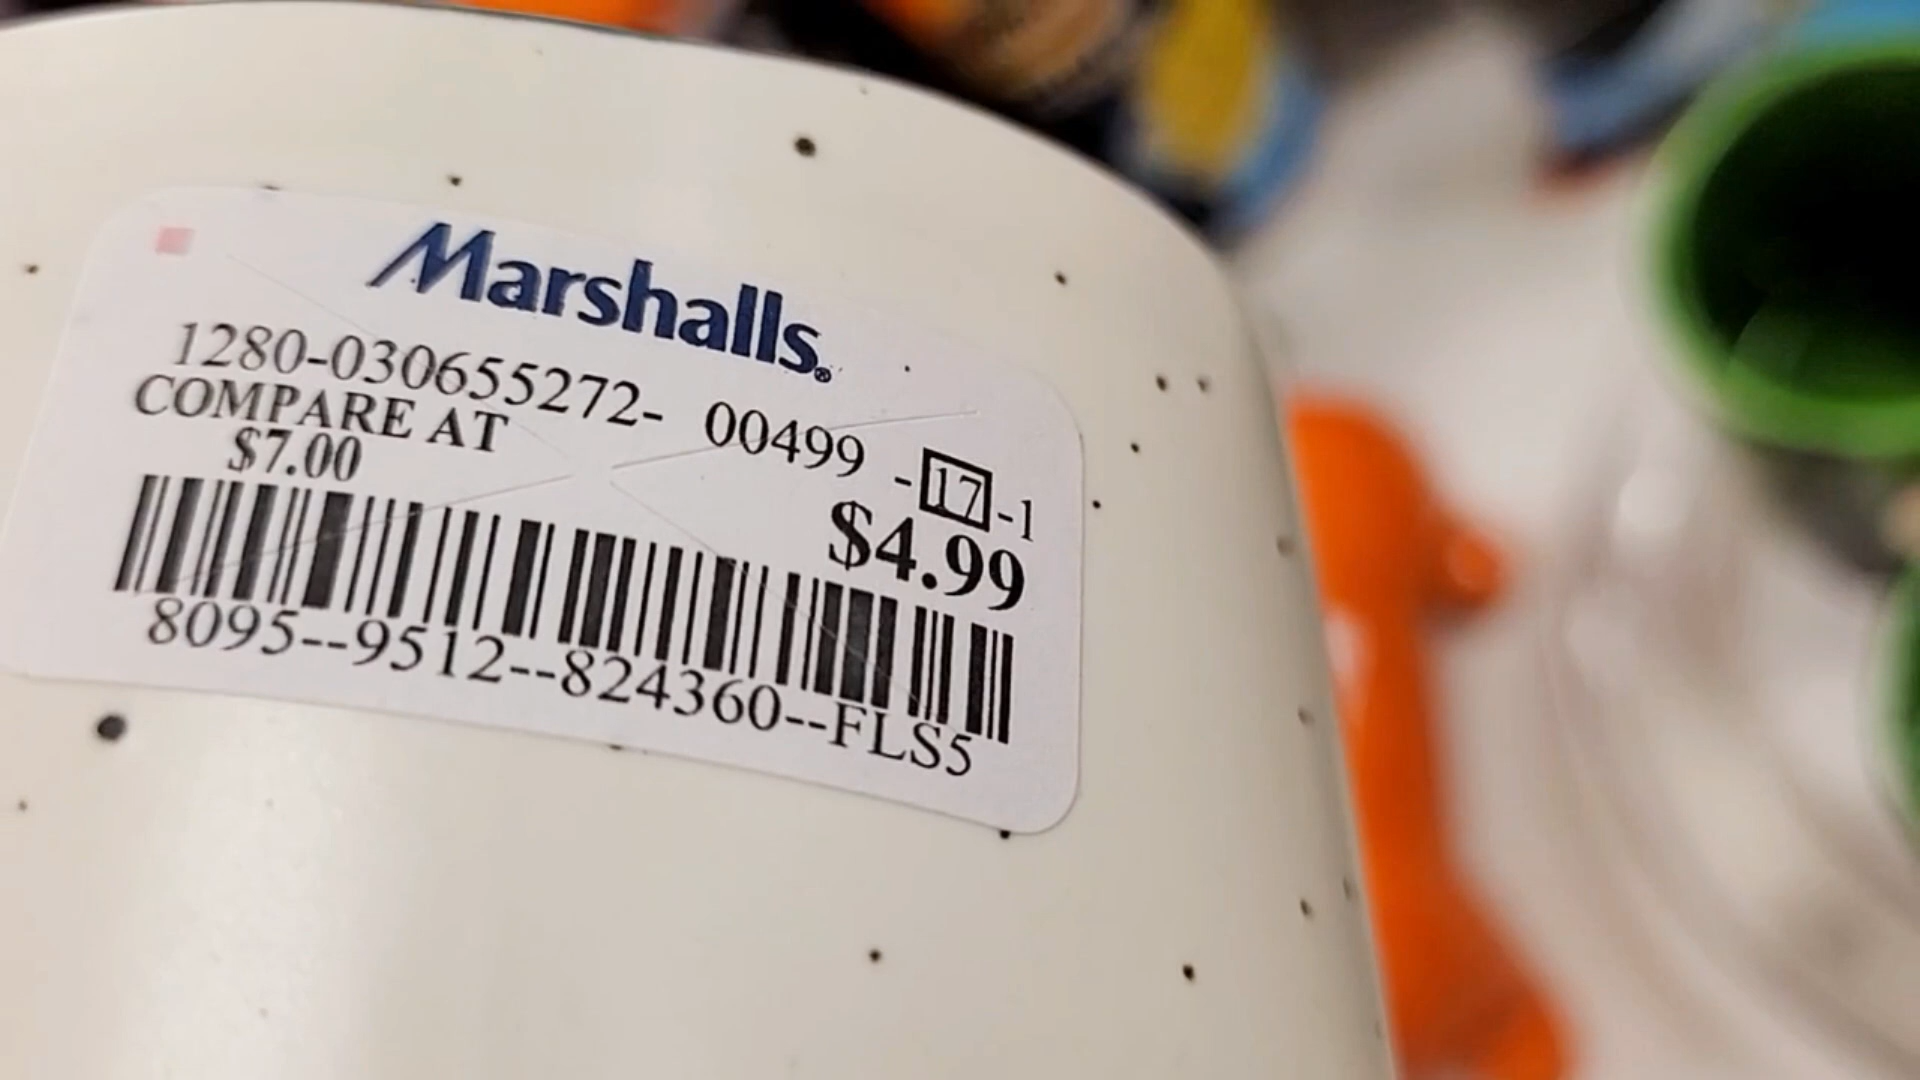 Marshalls®
1280-030655272- 00499 -17-1
COMPARE AT
$7.00
$4.99
8095--9512--824360--FLS5